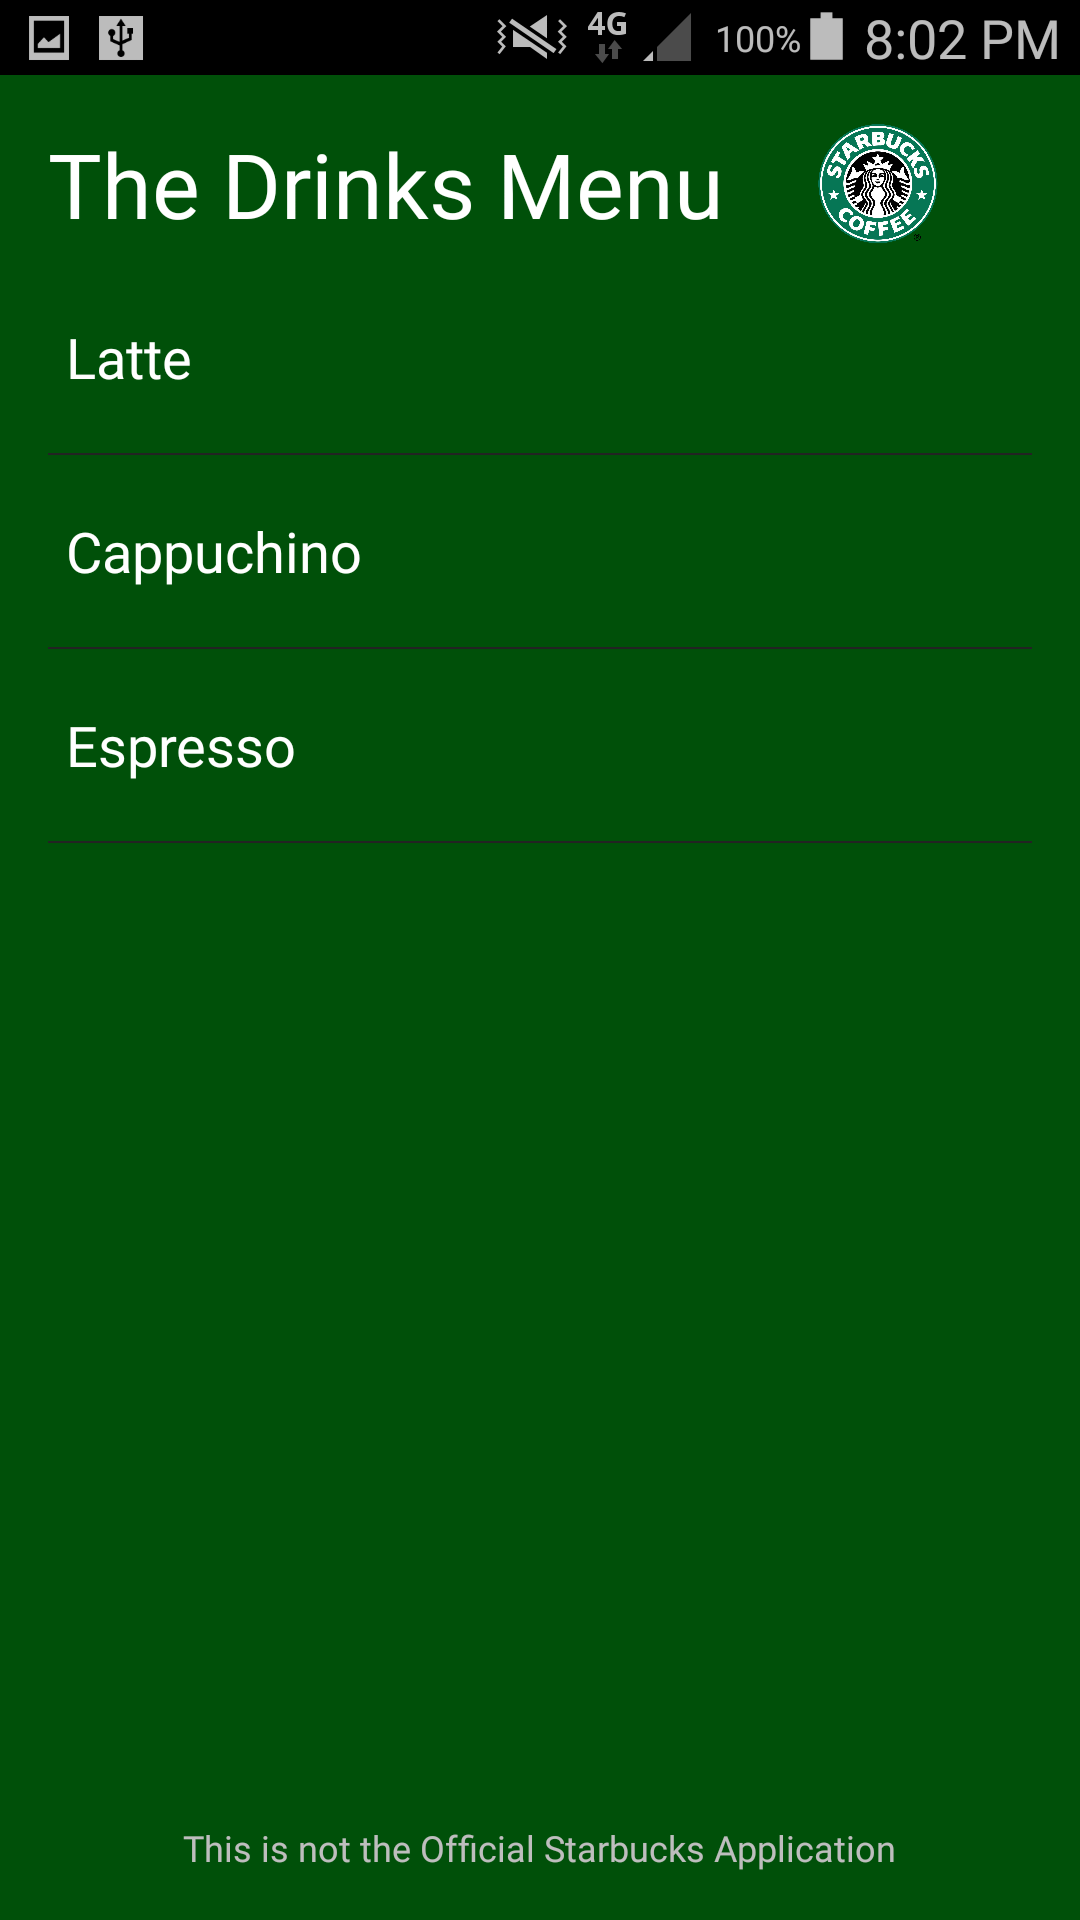 4G 100% 8:02 PM
The Drinks Menu
STARBUCKS
COFFEE
Latte
Cappuchino
Espresso
This is not the Official Starbucks Application